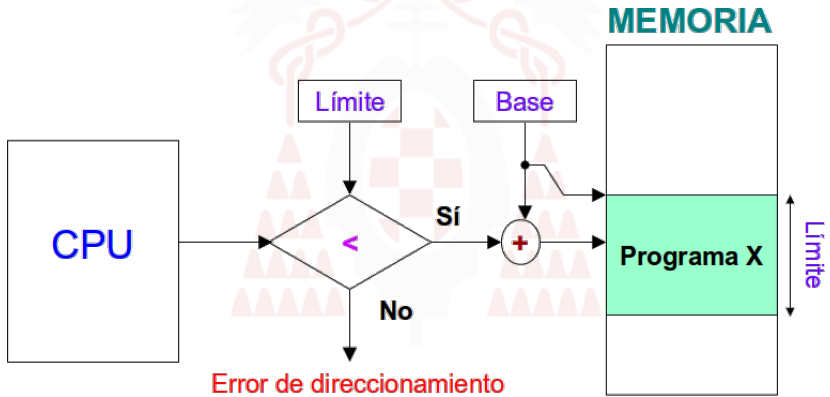 MEMORIA
Límite
Base
CPU
<
Sí
+
Programa X
Límite
No
Error de direccionamiento